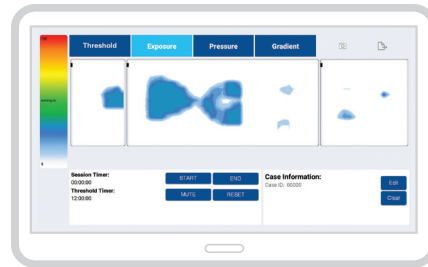 Threshold Exposure Pressure Gradient
Session Timer:
00:00:00
START END
Threshold Timer:
12:00:00
MUTE RESET
Case Information:
Case ID: 00000
Edit
Clear